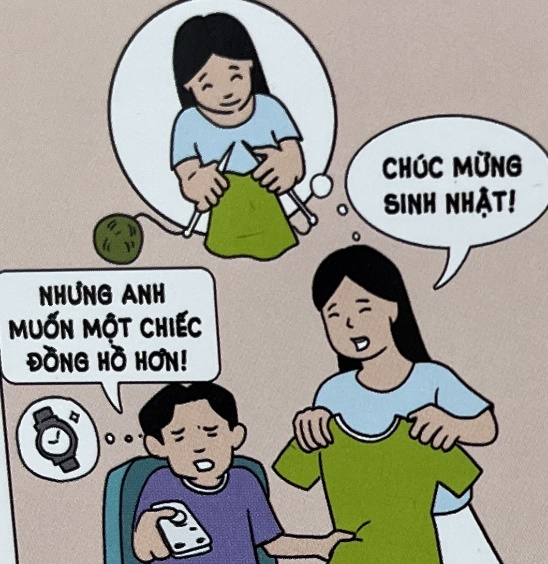 CHÚC MỪNG
SINH NHẬT!
NHƯNG ANH
MUỐN MỘT CHIẾC
ĐỒNG HỒ HƠN!